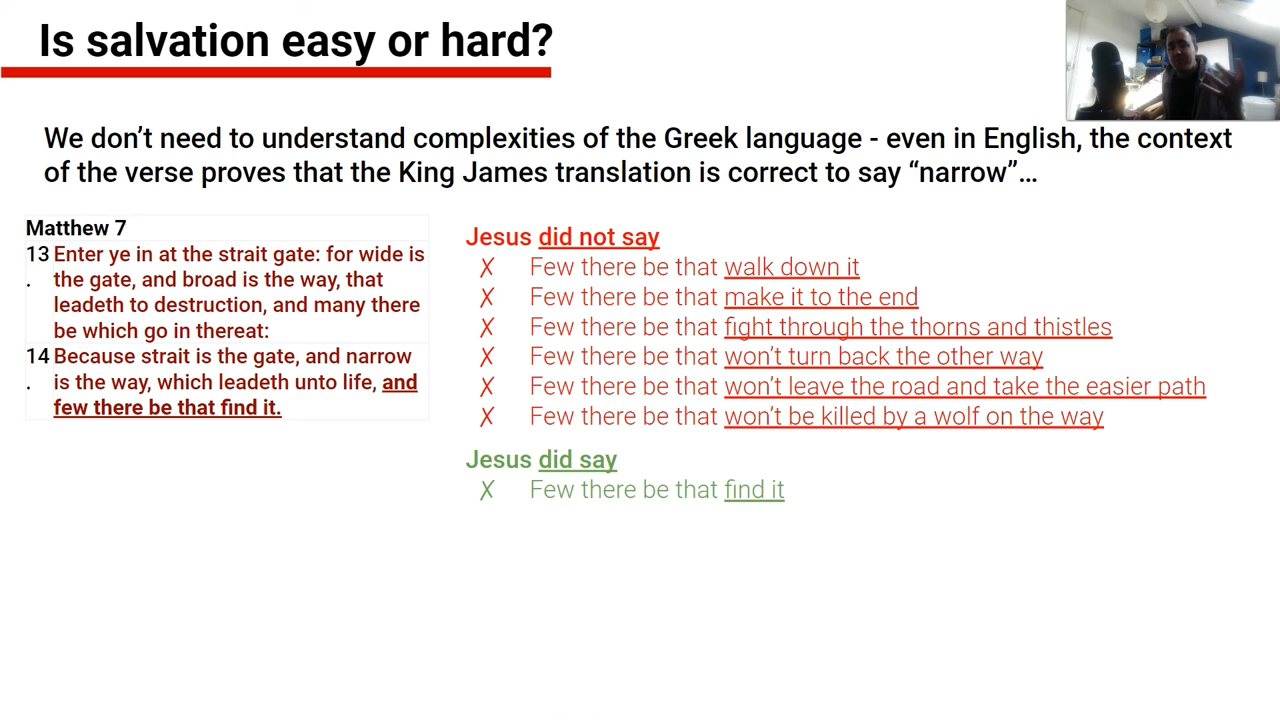 Is salvation easy or hard?
We don't need to understand complexities of the Greek language - even in English, the context
of the verse proves that the King James translation is correct to say “narrow”...
Matthew 7
13 Enter ye in at the strait gate: for wide is
. the gate, and broad is the way, that
leadeth to destruction, and many there
be which go in thereat:
14 Because strait is the gate, and narrow
. is the way, which leadeth unto life, and
few there be that find it.
Jesus did not say
✗ Few there be that walk down it
✗ Few there be that make it to the end
✗ Few there be that fight through the thorns and thistles
✗ Few there be that won't turn back the other way
✗ Few there be that won't leave the road and take the easier path
✗ Few there be that won't be killed by a wolf on the way
Jesus did say
✗ Few there be that find it